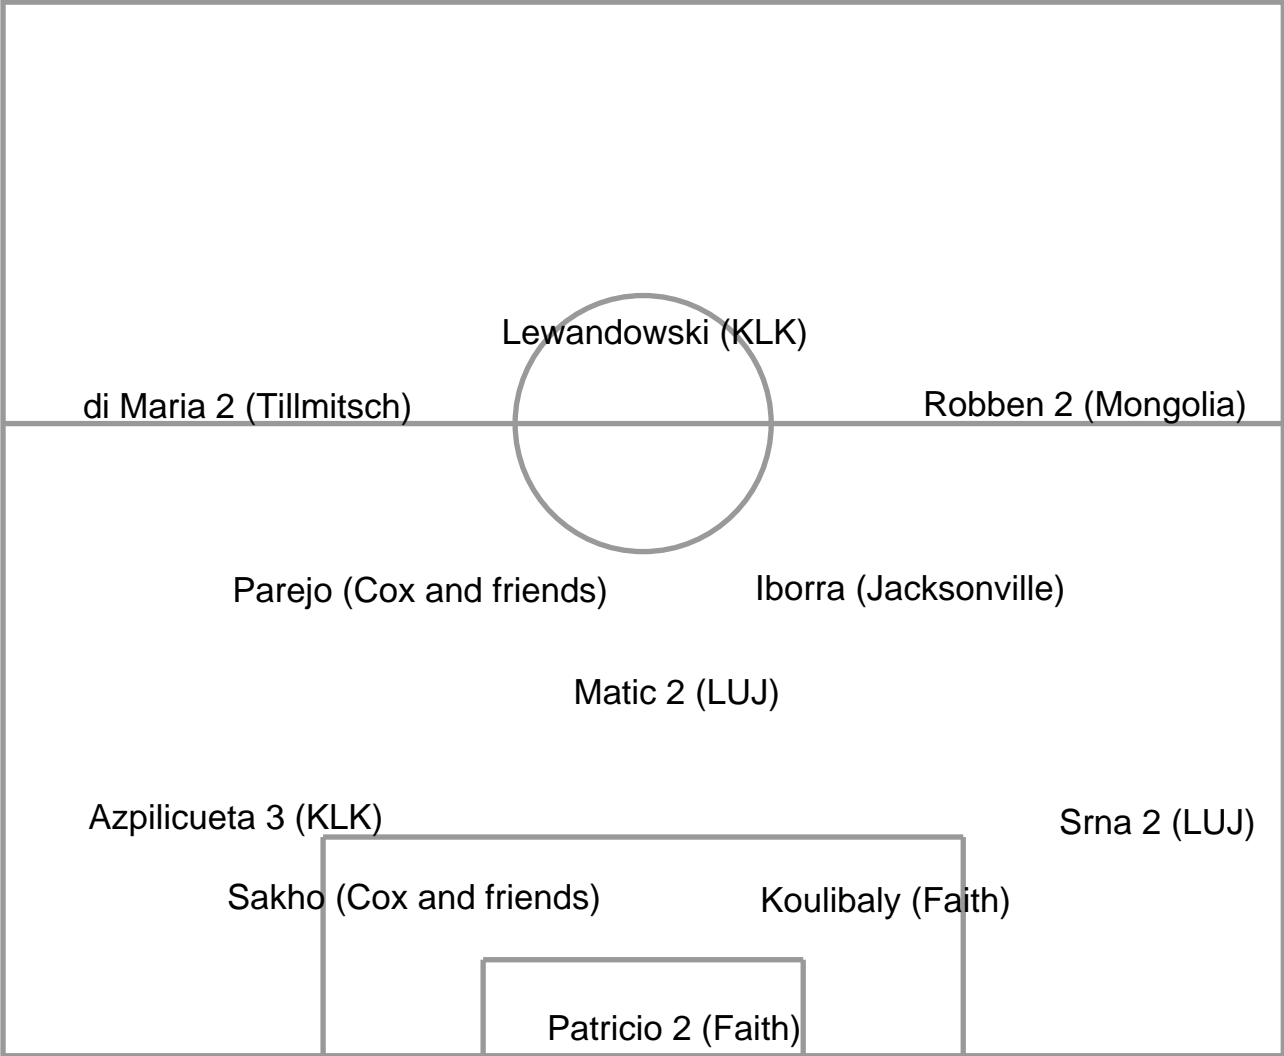 Lewandowski (KLK)
di Maria 2 (Tillmitsch)
Robben 2 (Mongolia)
Parejo (Cox and friends)
Iborra (Jacksonville)
Matic 2 (LUJ)
Azpilicueta 3 (KLK)
Srna 2 (LUJ)
Sakho (Cox and friends)
Koulibaly (Faith)
Patricio 2 (Faith)